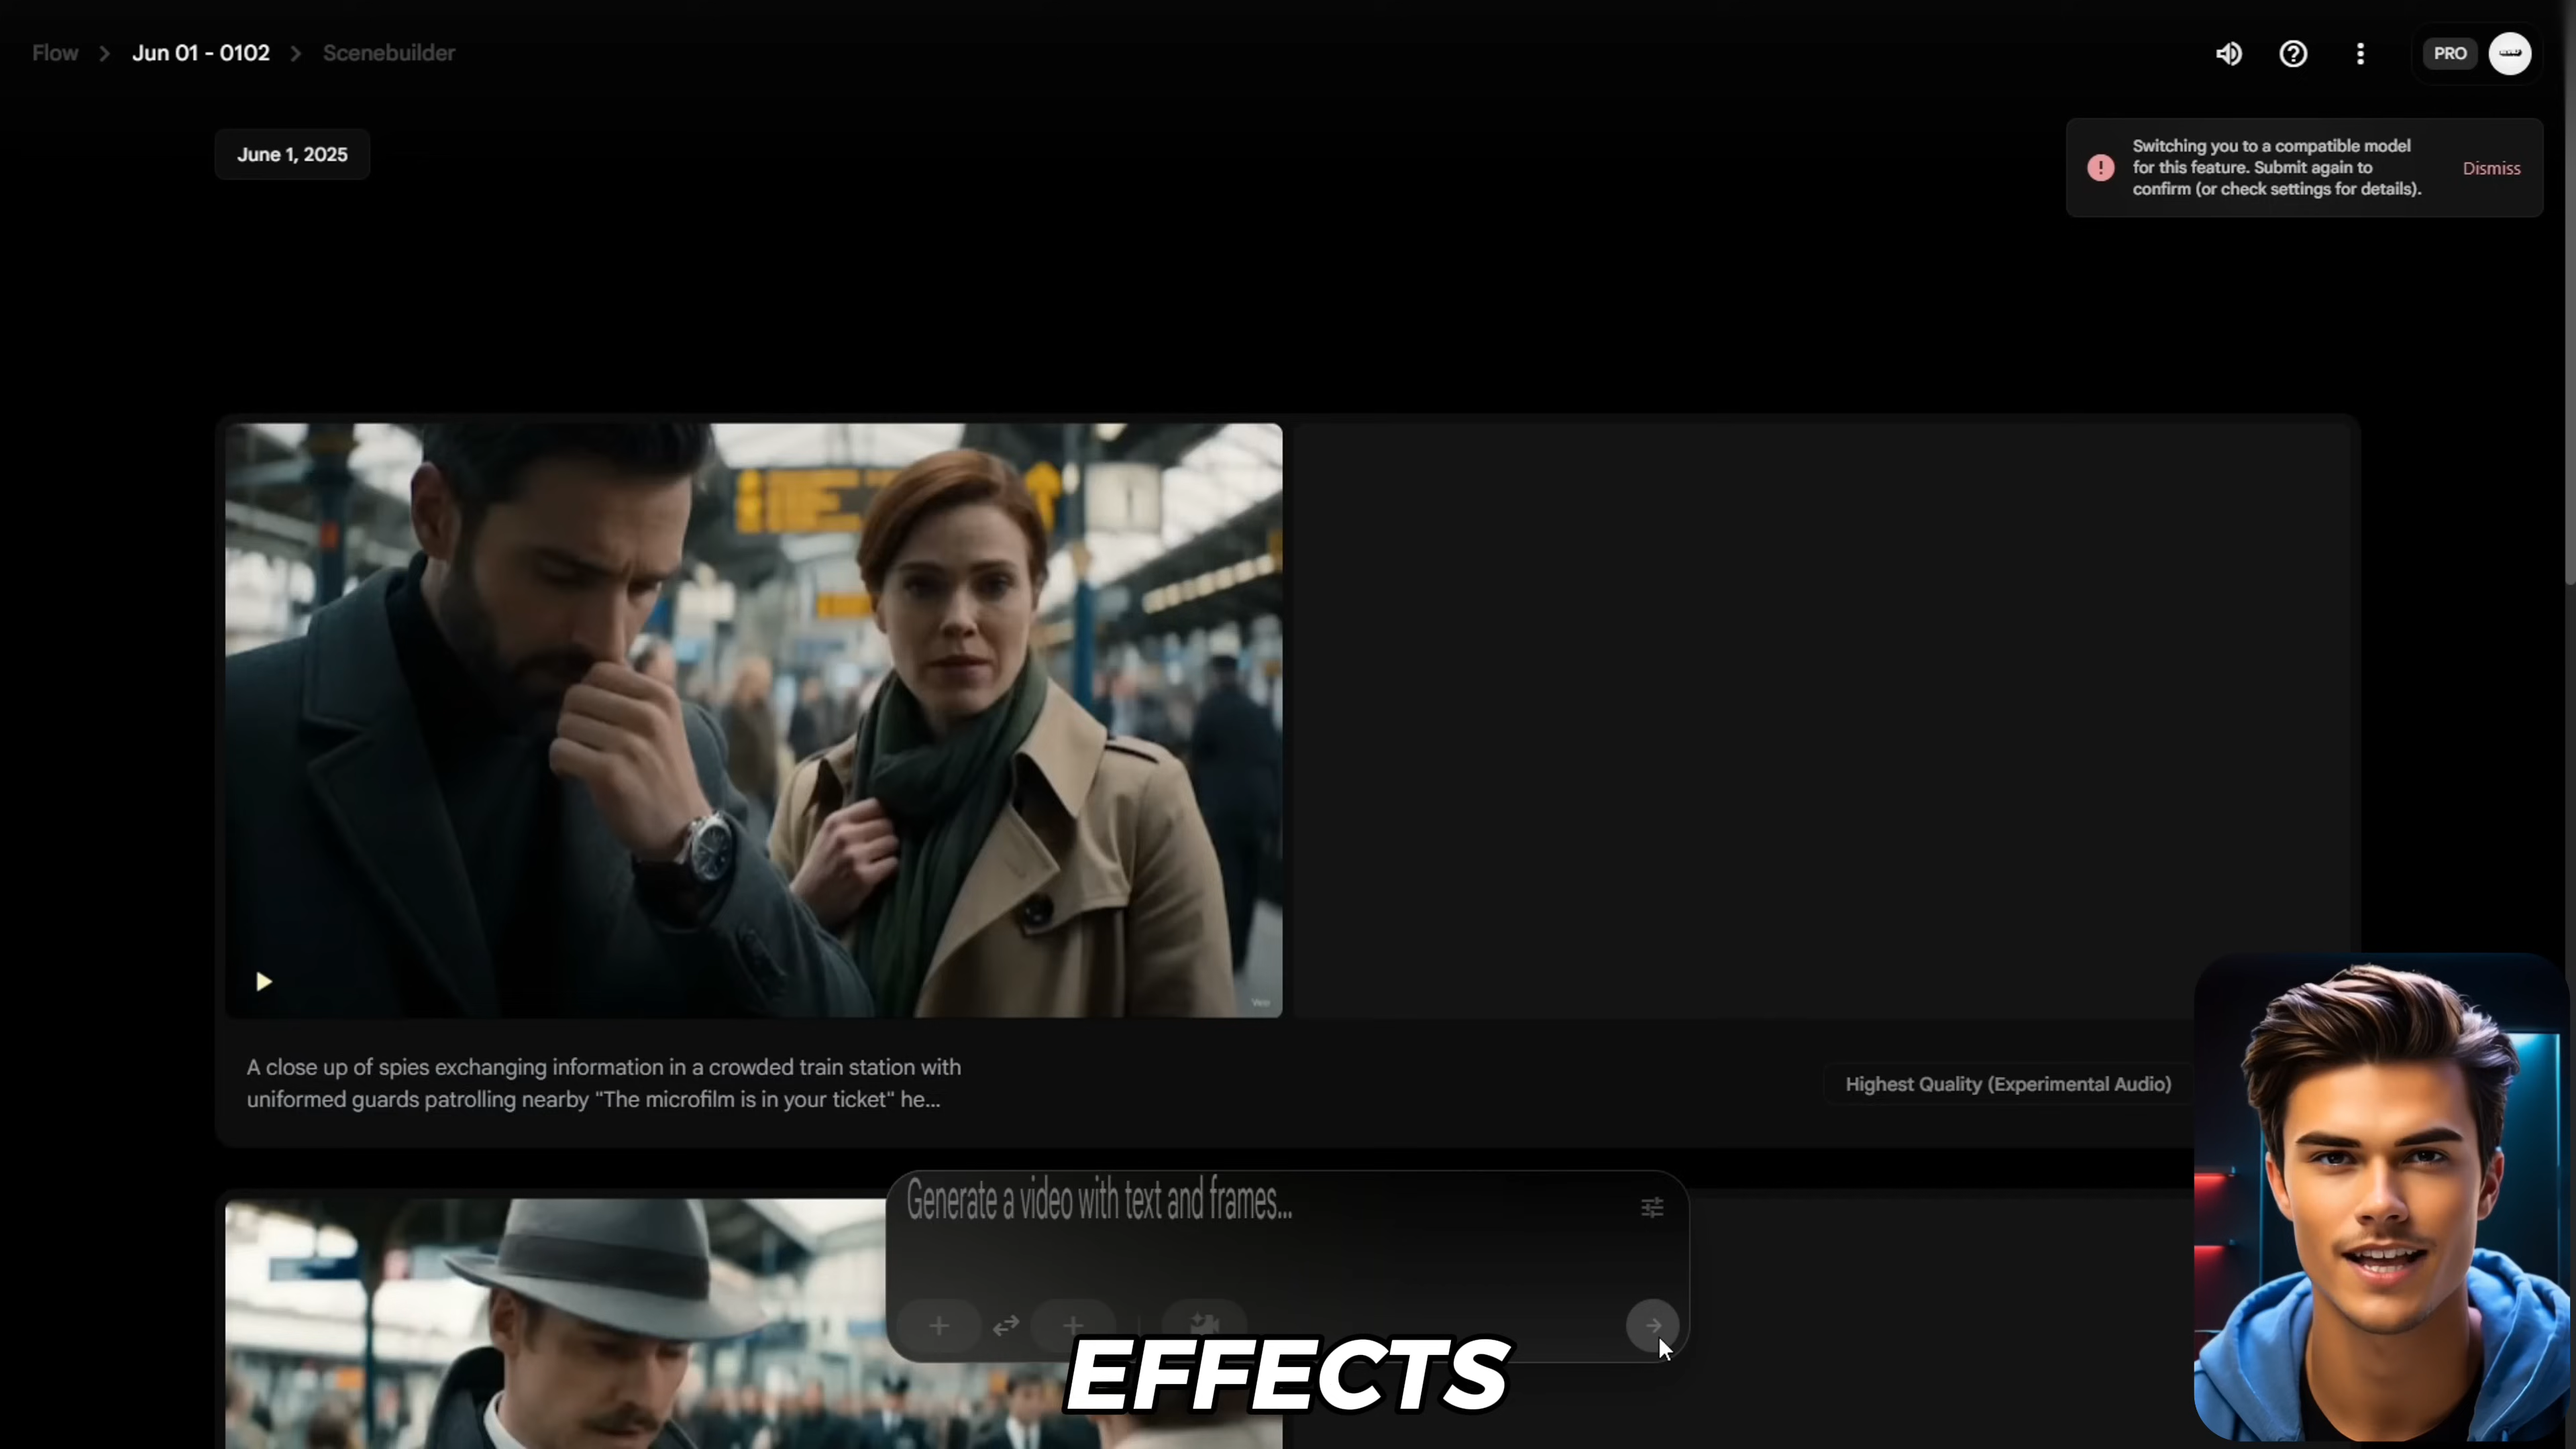 Flow > Jun 01 - 0102 > Scenebuilder
PRO
June 1, 2025
Switching you to a compatible model
for this feature. Submit again to
confirm (or check settings for details).
Dismiss
Veo
A close up of spies exchanging information in a crowded train station with
uniformed guards patrolling nearby "The microfilm is in your ticket" he...
Highest Quality (Experimental Audio)
Generate a video with text and frames...
EFFECTS